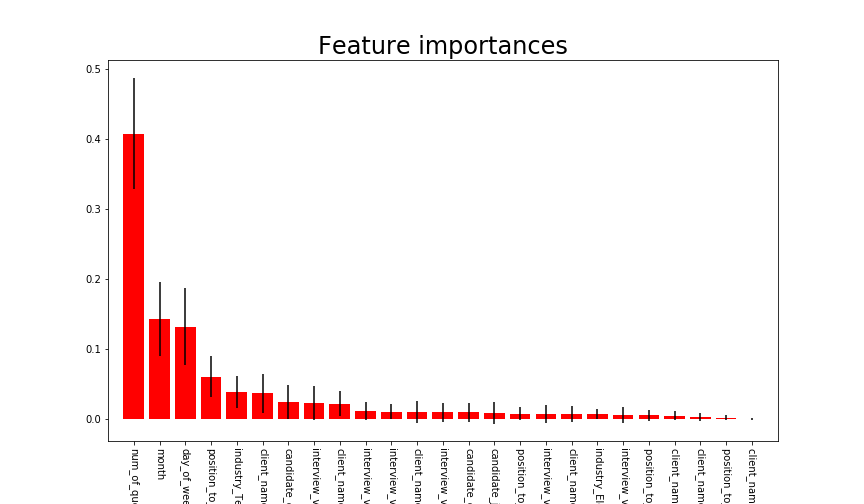 Feature importances
0.5
0.4
0.3
0.2
0.1
0.0
num_of_qu
month
day_of_wee
position_to_
industry_Te
client_nam
candidate_
interview_v
client_nam
interview_v
interview_v
client_nam
interview_v
candidate_
candidate_
position_to
interview_v
client_nam
industry_El
interview_v
position_to
client_nam
client_nam
position_to
client_nam